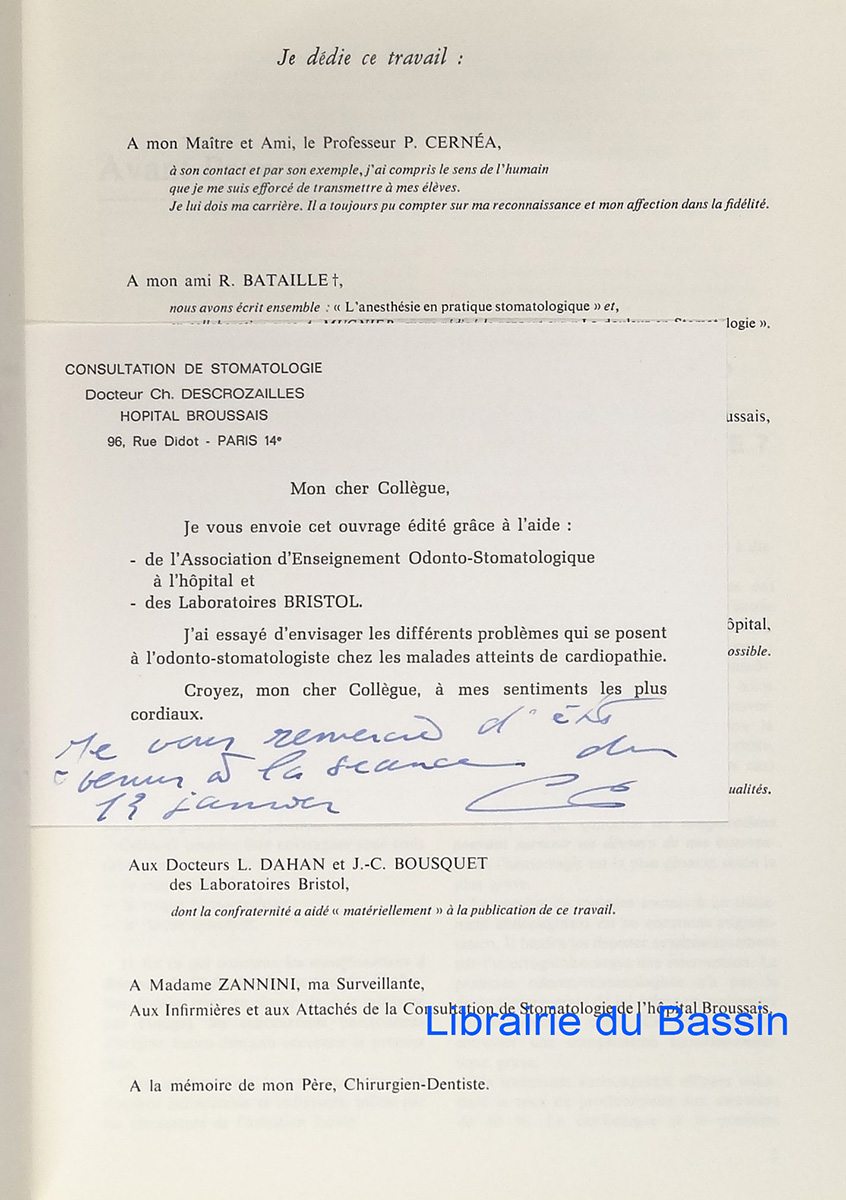 Je dédie ce travail :
A mon Maître et Ami, le Professeur P. CERNÉA,
à son contact et par son exemple, j'ai compris le sens de l'humain
que je me suis efforcé de transmettre à mes élèves.
Je lui dois ma carrière. Il a toujours pu compter sur ma reconnaissance et mon affection dans la fidélité.
A mon ami R. BATAILLE †,
nous avons écrit ensemble : « L'anesthésie en pratique stomatologique » et,
logie ».
ussais,
CONSULTATION DE STOMATOLOGIE
Docteur Ch. DESCROZAILLES
HOPITAL BROUSSAIS
96, Rue Didot - PARIS 14e
Mon cher Collègue,
Je vous envoie cet ouvrage édité grâce à l'aide :
- de l'Association d'Enseignement Odonto-Stomatologique
à l'hôpital et
- des Laboratoires BRISTOL.
ôpital,
J'ai essayé d'envisager les différents problèmes qui se posent
à l'odonto-stomatologiste chez les malades atteints de cardiopathie.
ossible.
Croyez, mon cher Collègue, à mes sentiments les plus
cordiaux.
Je vous remercie d'être
venu à la séance du
13 janvier
ualités.
Aux Docteurs L. DAHAN et J.-C. BOUSQUET
des Laboratoires Bristol,
dont la confraternité a aidé « matériellement » à la publication de ce travail.
A Madame ZANNINI, ma Surveillante,
Aux Infirmières et aux Attachés de la Consultation de Stomatologie de l'hôpital Broussais.
Librairie du Bassin
A la mémoire de mon Père, Chirurgien-Dentiste.